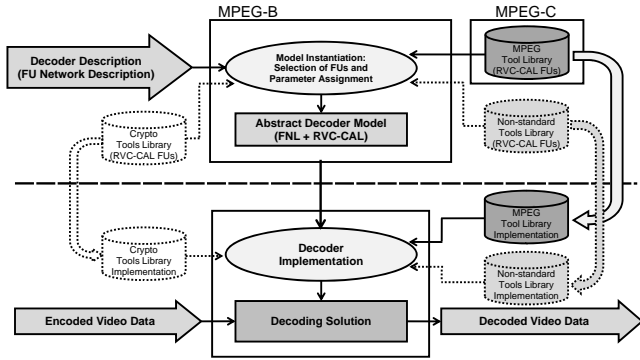 MPEG-B
MPEG-C
Decoder Description
(FU Network Description)
Model Instantiation:
Selection of FUs and
Parameter Assignment
MPEG
Tool Library
(RVC-CAL FUs)
Crypto
Tools Library
(RVC-CAL FUs)
Abstract Decoder Model
(FNL + RVC-CAL)
Non-standard
Tools Library
(RVC-CAL FUs)
MPEG
Tool Library
Implementation
Crypto
Tools Library
Implementation
Decoder
Implementation
Non-standard
Tools Library
Implementation
Encoded Video Data
Decoding Solution
Decoded Video Data